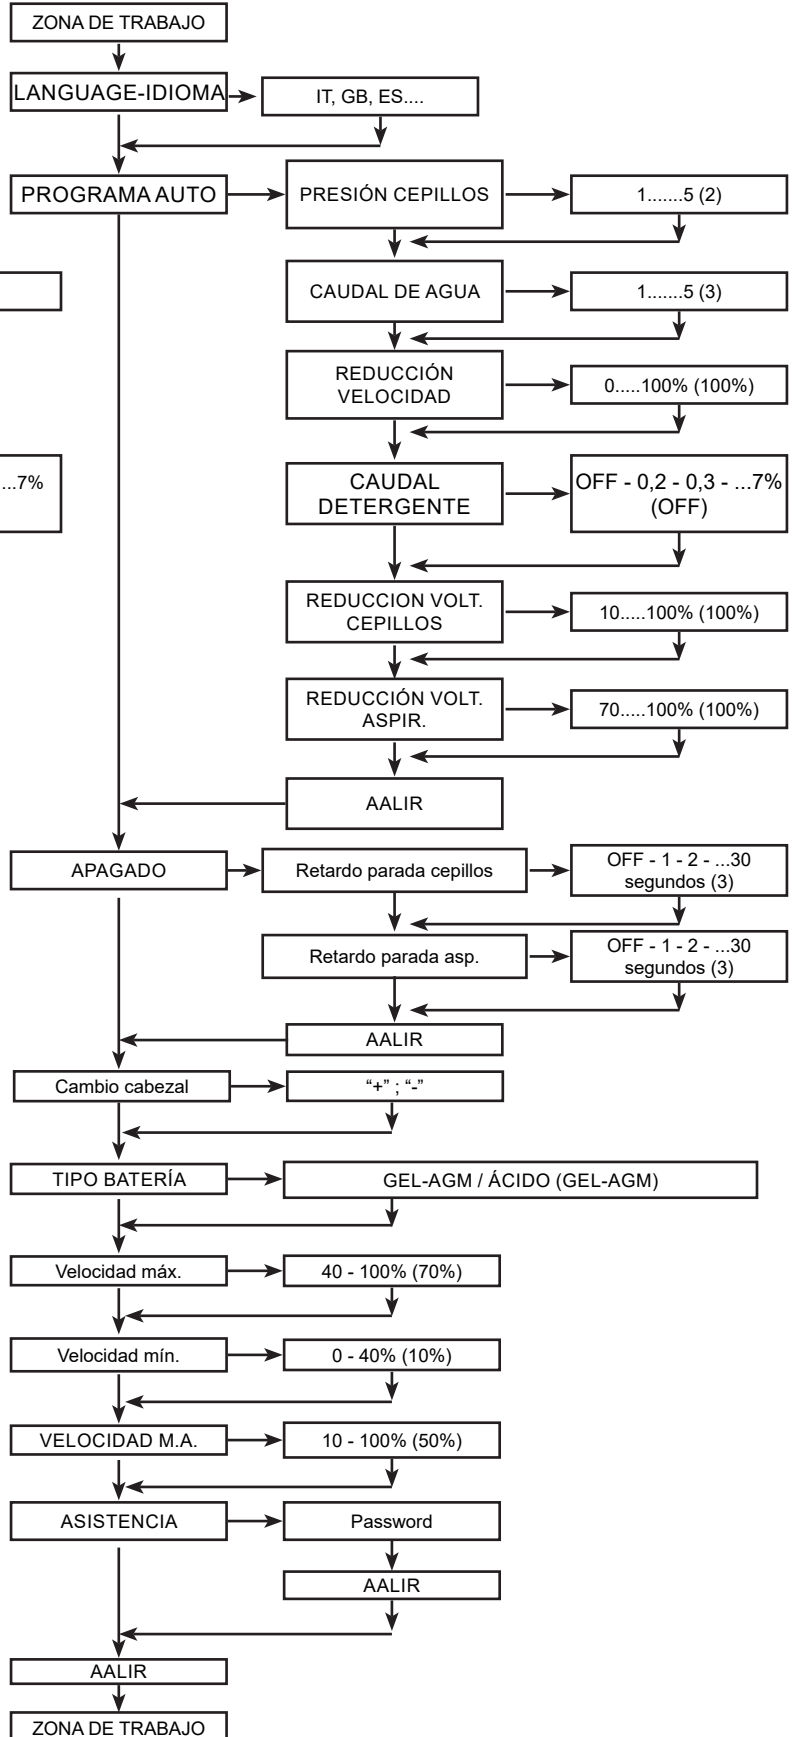 ZONA DE TRABAJO
LANGUAGE-IDIOMA
IT, GB, ES....
PROGRAMA AUTO
PRESIÓN CEPILLOS
1.......5 (2)
CAUDAL DE AGUA
1.......5 (3)
REDUCCIÓN
VELOCIDAD
0.....100% (100%)
...7%
CAUDAL
DETERGENTE
OFF - 0,2 - 0,3 - ...7%
(OFF)
REDUCCION VOLT.
CEPILLOS
10.....100% (100%)
REDUCCIÓN VOLT.
ASPIR.
70.....100% (100%)
AALIR
APAGADO
Retardo parada cepillos
OFF - 1 - 2 - ...30
segundos (3)
Retardo parada asp.
OFF - 1 - 2 - ...30
segundos (3)
AALIR
Cambio cabezal
“+” ; “-”
TIPO BATERÍA
GEL-AGM / ÁCIDO (GEL-AGM)
Velocidad máx.
40 - 100% (70%)
Velocidad mín.
0 - 40% (10%)
VELOCIDAD M.A.
10 - 100% (50%)
ASISTENCIA
Password
AALIR
AALIR
ZONA DE TRABAJO